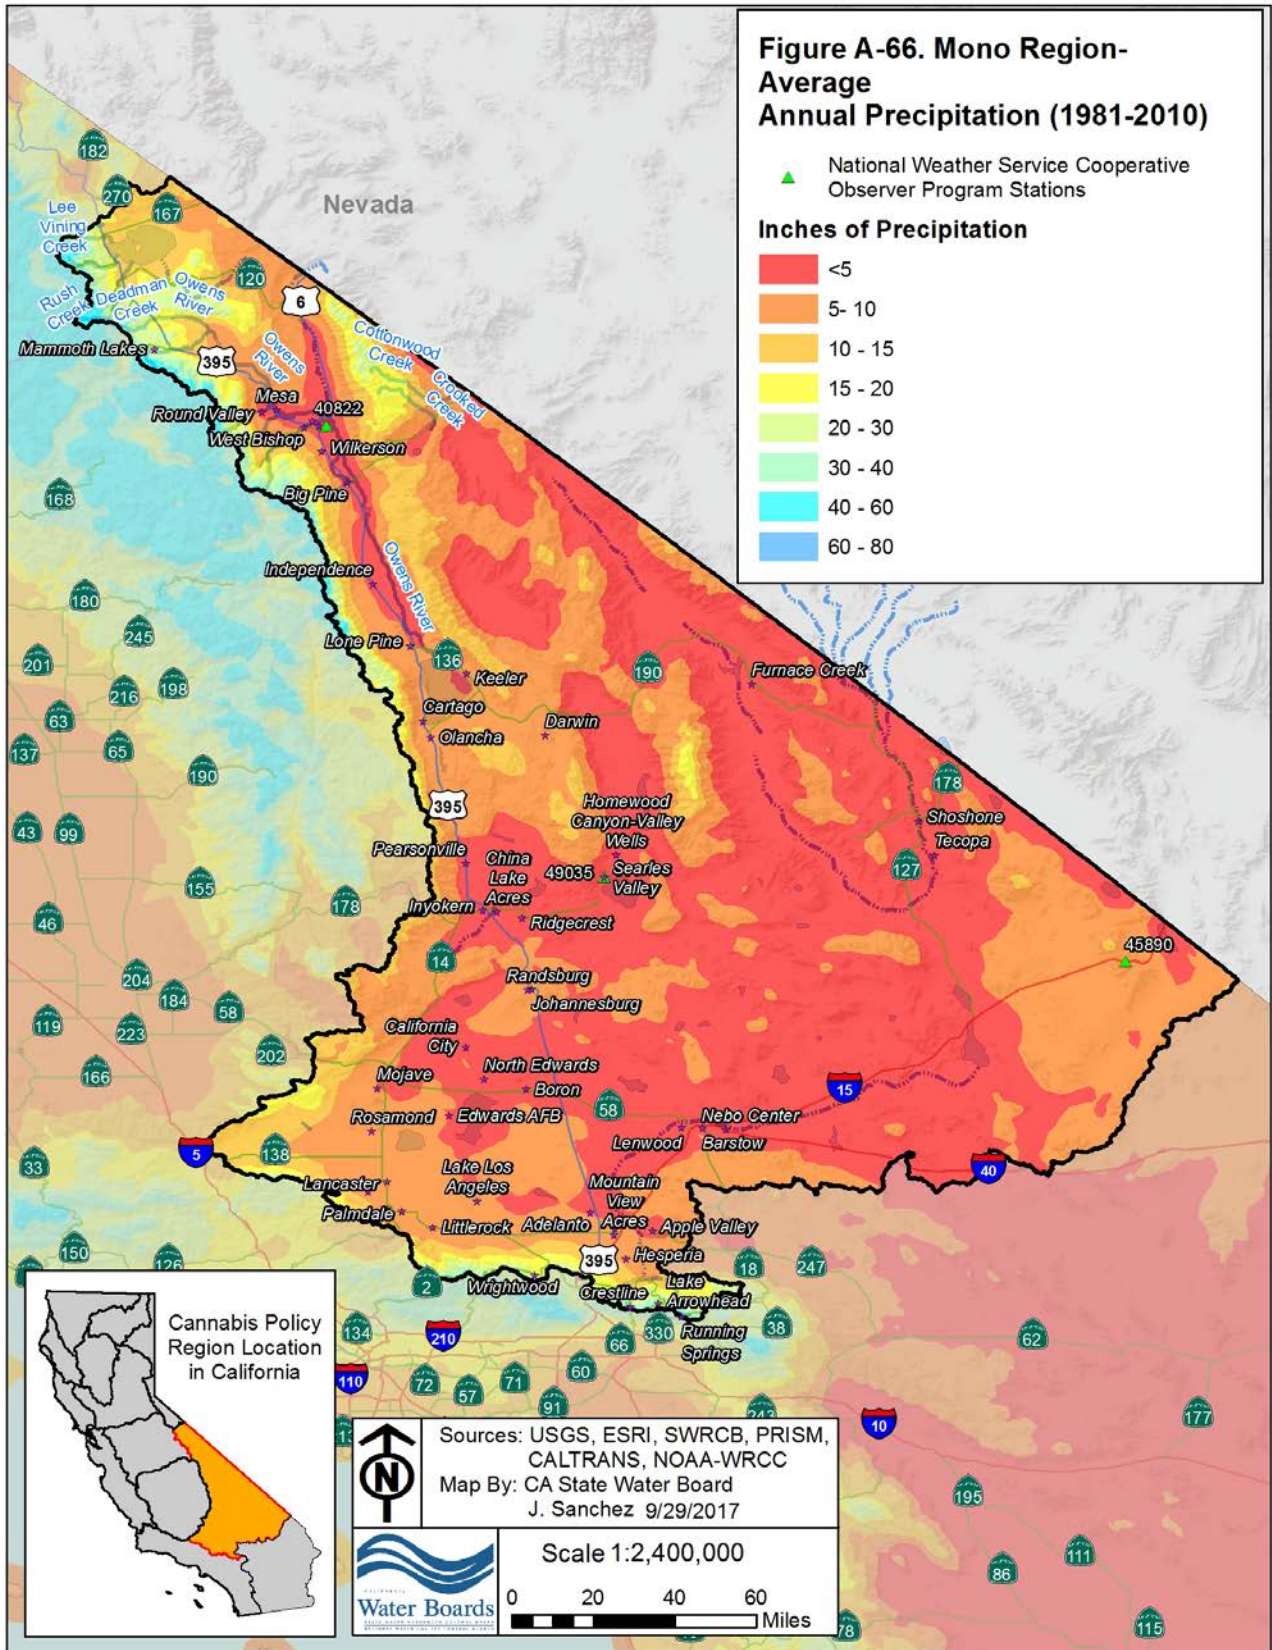 Figure A-66. Mono Region-
Average
Annual Precipitation (1981-2010)
National Weather Service Cooperative
Observer Program Stations
Inches of Precipitation
<5
5- 10
10 - 15
15 - 20
20 - 30
30 - 40
40 - 60
60 - 80
Nevada
182
270
167
Lee
Vining
Creek
120
6
Rush
Creek
Deadman
Creek
Owens
River
Cottonwood
Creek
Crooked
Creek
Mammoth Lakes
395
Owens
River
Mesa
Round Valley
40822
West Bishop
Wilkerson
Big Pine
168
Independence
Owens River
180
245
Lone Pine
136
Keeler
201
216
198
190
Furnace Creek
63
137
65
190
Cartago
Olancha
Darwin
395
178
43
99
Homewood
Canyon-Valley
Wells
Shoshone
Tecopa
Pearsonville
China
Lake
Acres
49035
Searles
Valley
127
155
178
46
Inyokern
Ridgecrest
14
45890
204
184
58
Randsburg
Johannesburg
119
223
202
California
City
166
Mojave
North Edwards
Boron
15
Rosamond
Edwards AFB
58
Nebo Center
Lenwood
Barstow
5
138
33
40
Lancaster
Lake Los
Angeles
Mountain
View
Acres
Palmdale
Littlerock
Adelanto
Apple Valley
150
126
395
Hesperia
18
247
2
Wrightwood
Crestline
Lake
Arrowhead
134
210
66
330
Running
Springs
38
62
110
72
57
71
60
91
243
10
177
195
111
86
78
115
Cannabis Policy
Region Location
in California
N
Sources: USGS, ESRI, SWRCB, PRISM,
CALTRANS, NOAA-WRCC
Map By: CA State Water Board
J. Sanchez 9/29/2017
CALIFORNIA
Water Boards
Scale 1:2,400,000
0 20 40 60
Miles